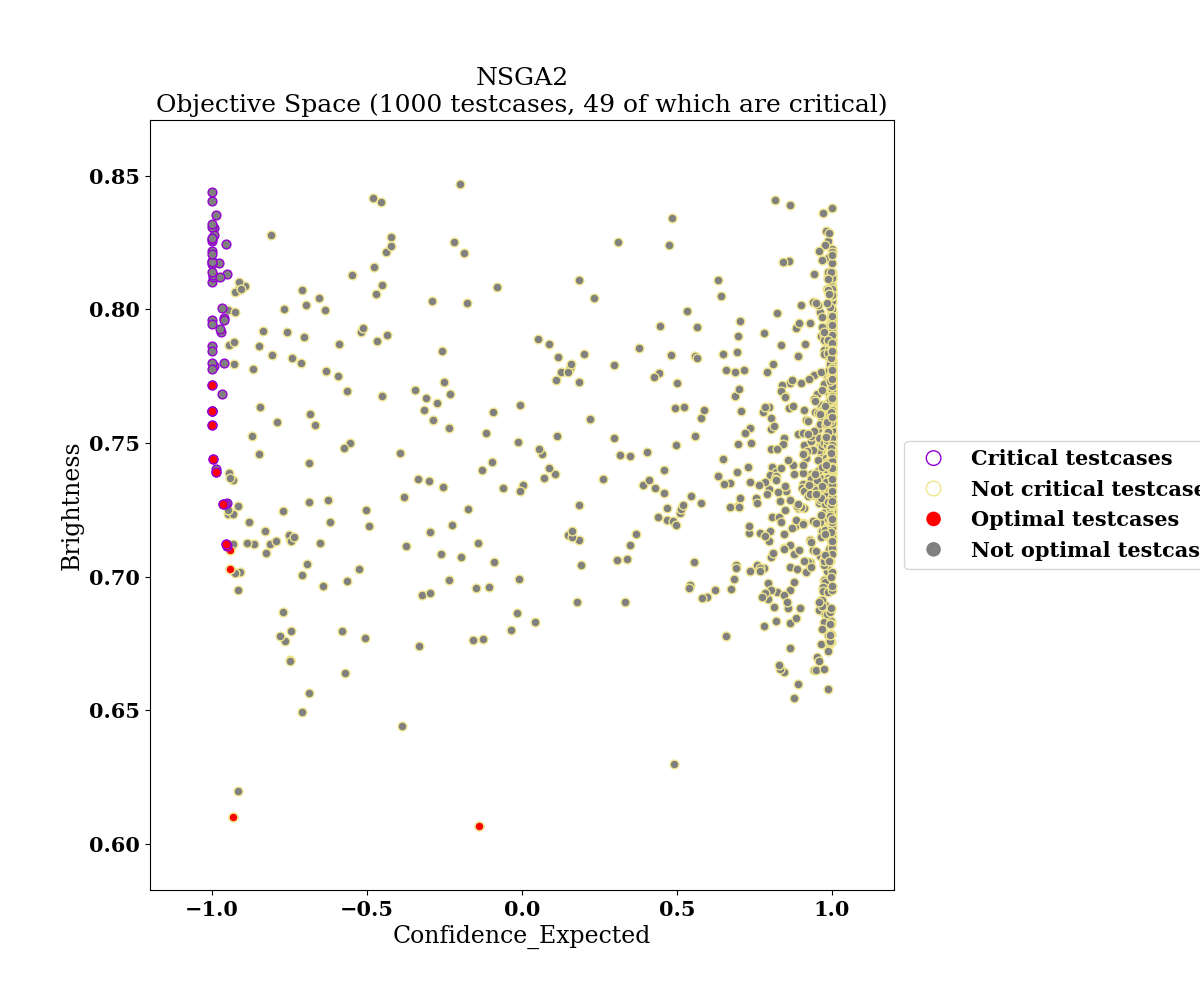 NSGA2
Objective Space (1000 testcases, 49 of which are critical)
0.85
0.80
0.75
0.70
0.65
0.60
Brightness
−1.0
−0.5
0.0
0.5
1.0
Confidence_Expected
Critical testcases
Not critical testcase
Optimal testcases
Not optimal testcas